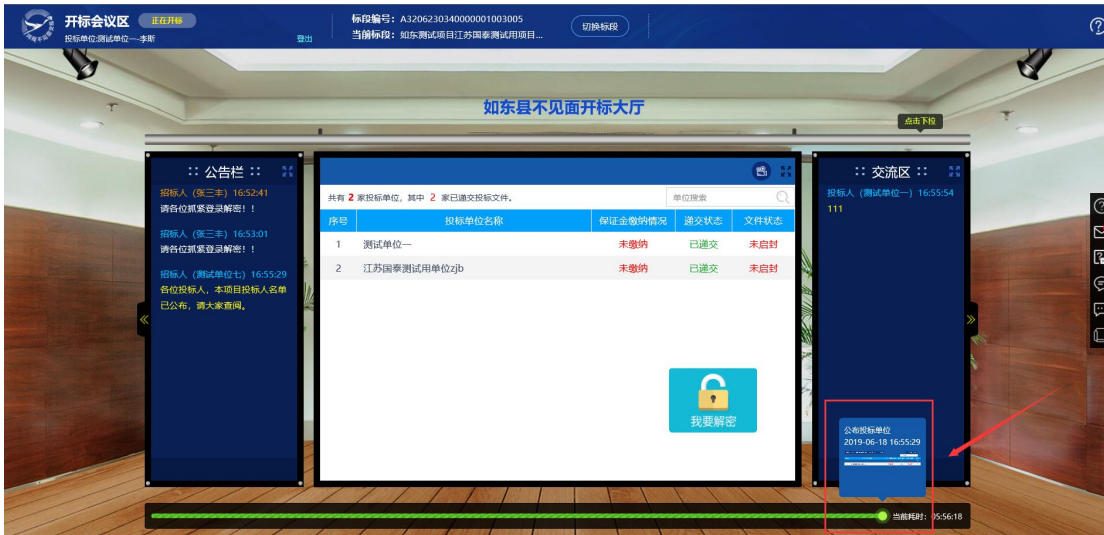 开标会议区 正在开标
投标单位:测试单位一-李斯 登出
标段编号：A3206230340000001003005
当前标段：如东测试项目江苏国泰测试用项目...
切换标段
如东县不见面开标大厅
点击下拉
:: 公告栏 ::
招标人（张三丰）16:52:41
请各位抓紧登录解密！！
招标人（张三丰）16:53:01
请各位抓紧登录解密！！
招标人（测试单位七）16:55:29
各位投标人，本项目投标人名单
已公布，请大家查阅。
共有 2 家投标单位，其中 2 家已递交投标文件。 单位搜索
序号 投标单位名称 保证金缴纳情况 递交状态 文件状态
1 测试单位一 未缴纳 已递交 未启封
2 江苏国泰测试用单位zjb 未缴纳 已递交 未启封
我要解密
:: 交流区 ::
投标人（测试单位一）16:55:54
111
公布投标单位
2019-06-18 16:55:29
当前耗时：05:56:18